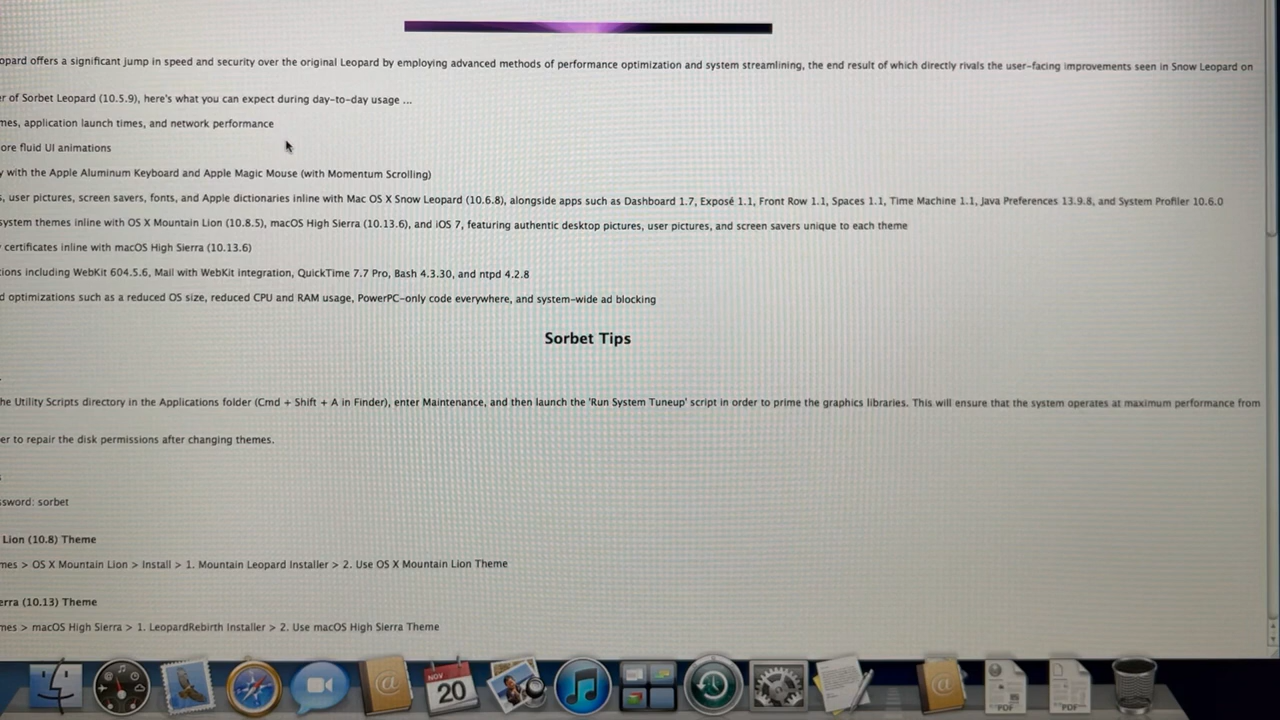 opard offers a significant jump in speed and security over the original Leopard by employing advanced methods of performance optimization and system streamlining, the end result of which directly rivals the user-facing improvements seen in Snow Leopard on
er of Sorbet Leopard (10.5.9), here's what you can expect during day-to-day usage ...
mes, application launch times, and network performance
ore fluid UI animations
y with the Apple Aluminum Keyboard and Apple Magic Mouse (with Momentum Scrolling)
s, user pictures, screen savers, fonts, and Apple dictionaries inline with Mac OS X Snow Leopard (10.6.8), alongside apps such as Dashboard 1.7, Exposé 1.1, Front Row 1.1, Spaces 1.1, Time Machine 1.1, Java Preferences 13.9.8, and System Profiler 10.6.0
system themes inline with OS X Mountain Lion (10.8.5), macOS High Sierra (10.13.6), and iOS 7, featuring authentic desktop pictures, user pictures, and screen savers unique to each theme
certificates inline with macOS High Sierra (10.13.6)
tions including WebKit 604.5.6, Mail with WebKit integration, QuickTime 7.7 Pro, Bash 4.3.30, and ntpd 4.2.8
d optimizations such as a reduced OS size, reduced CPU and RAM usage, PowerPC-only code everywhere, and system-wide ad blocking
Sorbet Tips
he Utility Scripts directory in the Applications folder (Cmd + Shift + A in Finder), enter Maintenance, and then launch the 'Run System Tuneup' script in order to prime the graphics libraries. This will ensure that the system operates at maximum performance from
er to repair the disk permissions after changing themes.
ssword: sorbet
Lion (10.8) Theme
mes > OS X Mountain Lion > Install > 1. Mountain Leopard Installer > 2. Use OS X Mountain Lion Theme
erra (10.13) Theme
mes > macOS High Sierra > 1. LeopardRebirth Installer > 2. Use macOS High Sierra Theme
NOV
20
@
@
PDF
PDF